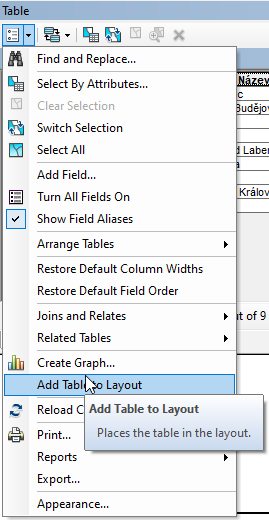 Table
Find and Replace...
Název
Select By Attributes...
c
Clear Selection
Budějov
Switch Selection
Select All
d Laber
a
Add Field...
Turn All Fields On
Králov
Show Field Aliases
Arrange Tables
Restore Default Column Widths
Restore Default Field Order
Joins and Relates
t of 9
Related Tables
Create Graph...
Add Table to Layout
Reload C
Add Table to Layout
Print...
Places the table in the layout.
Reports
Export...
Appearance...